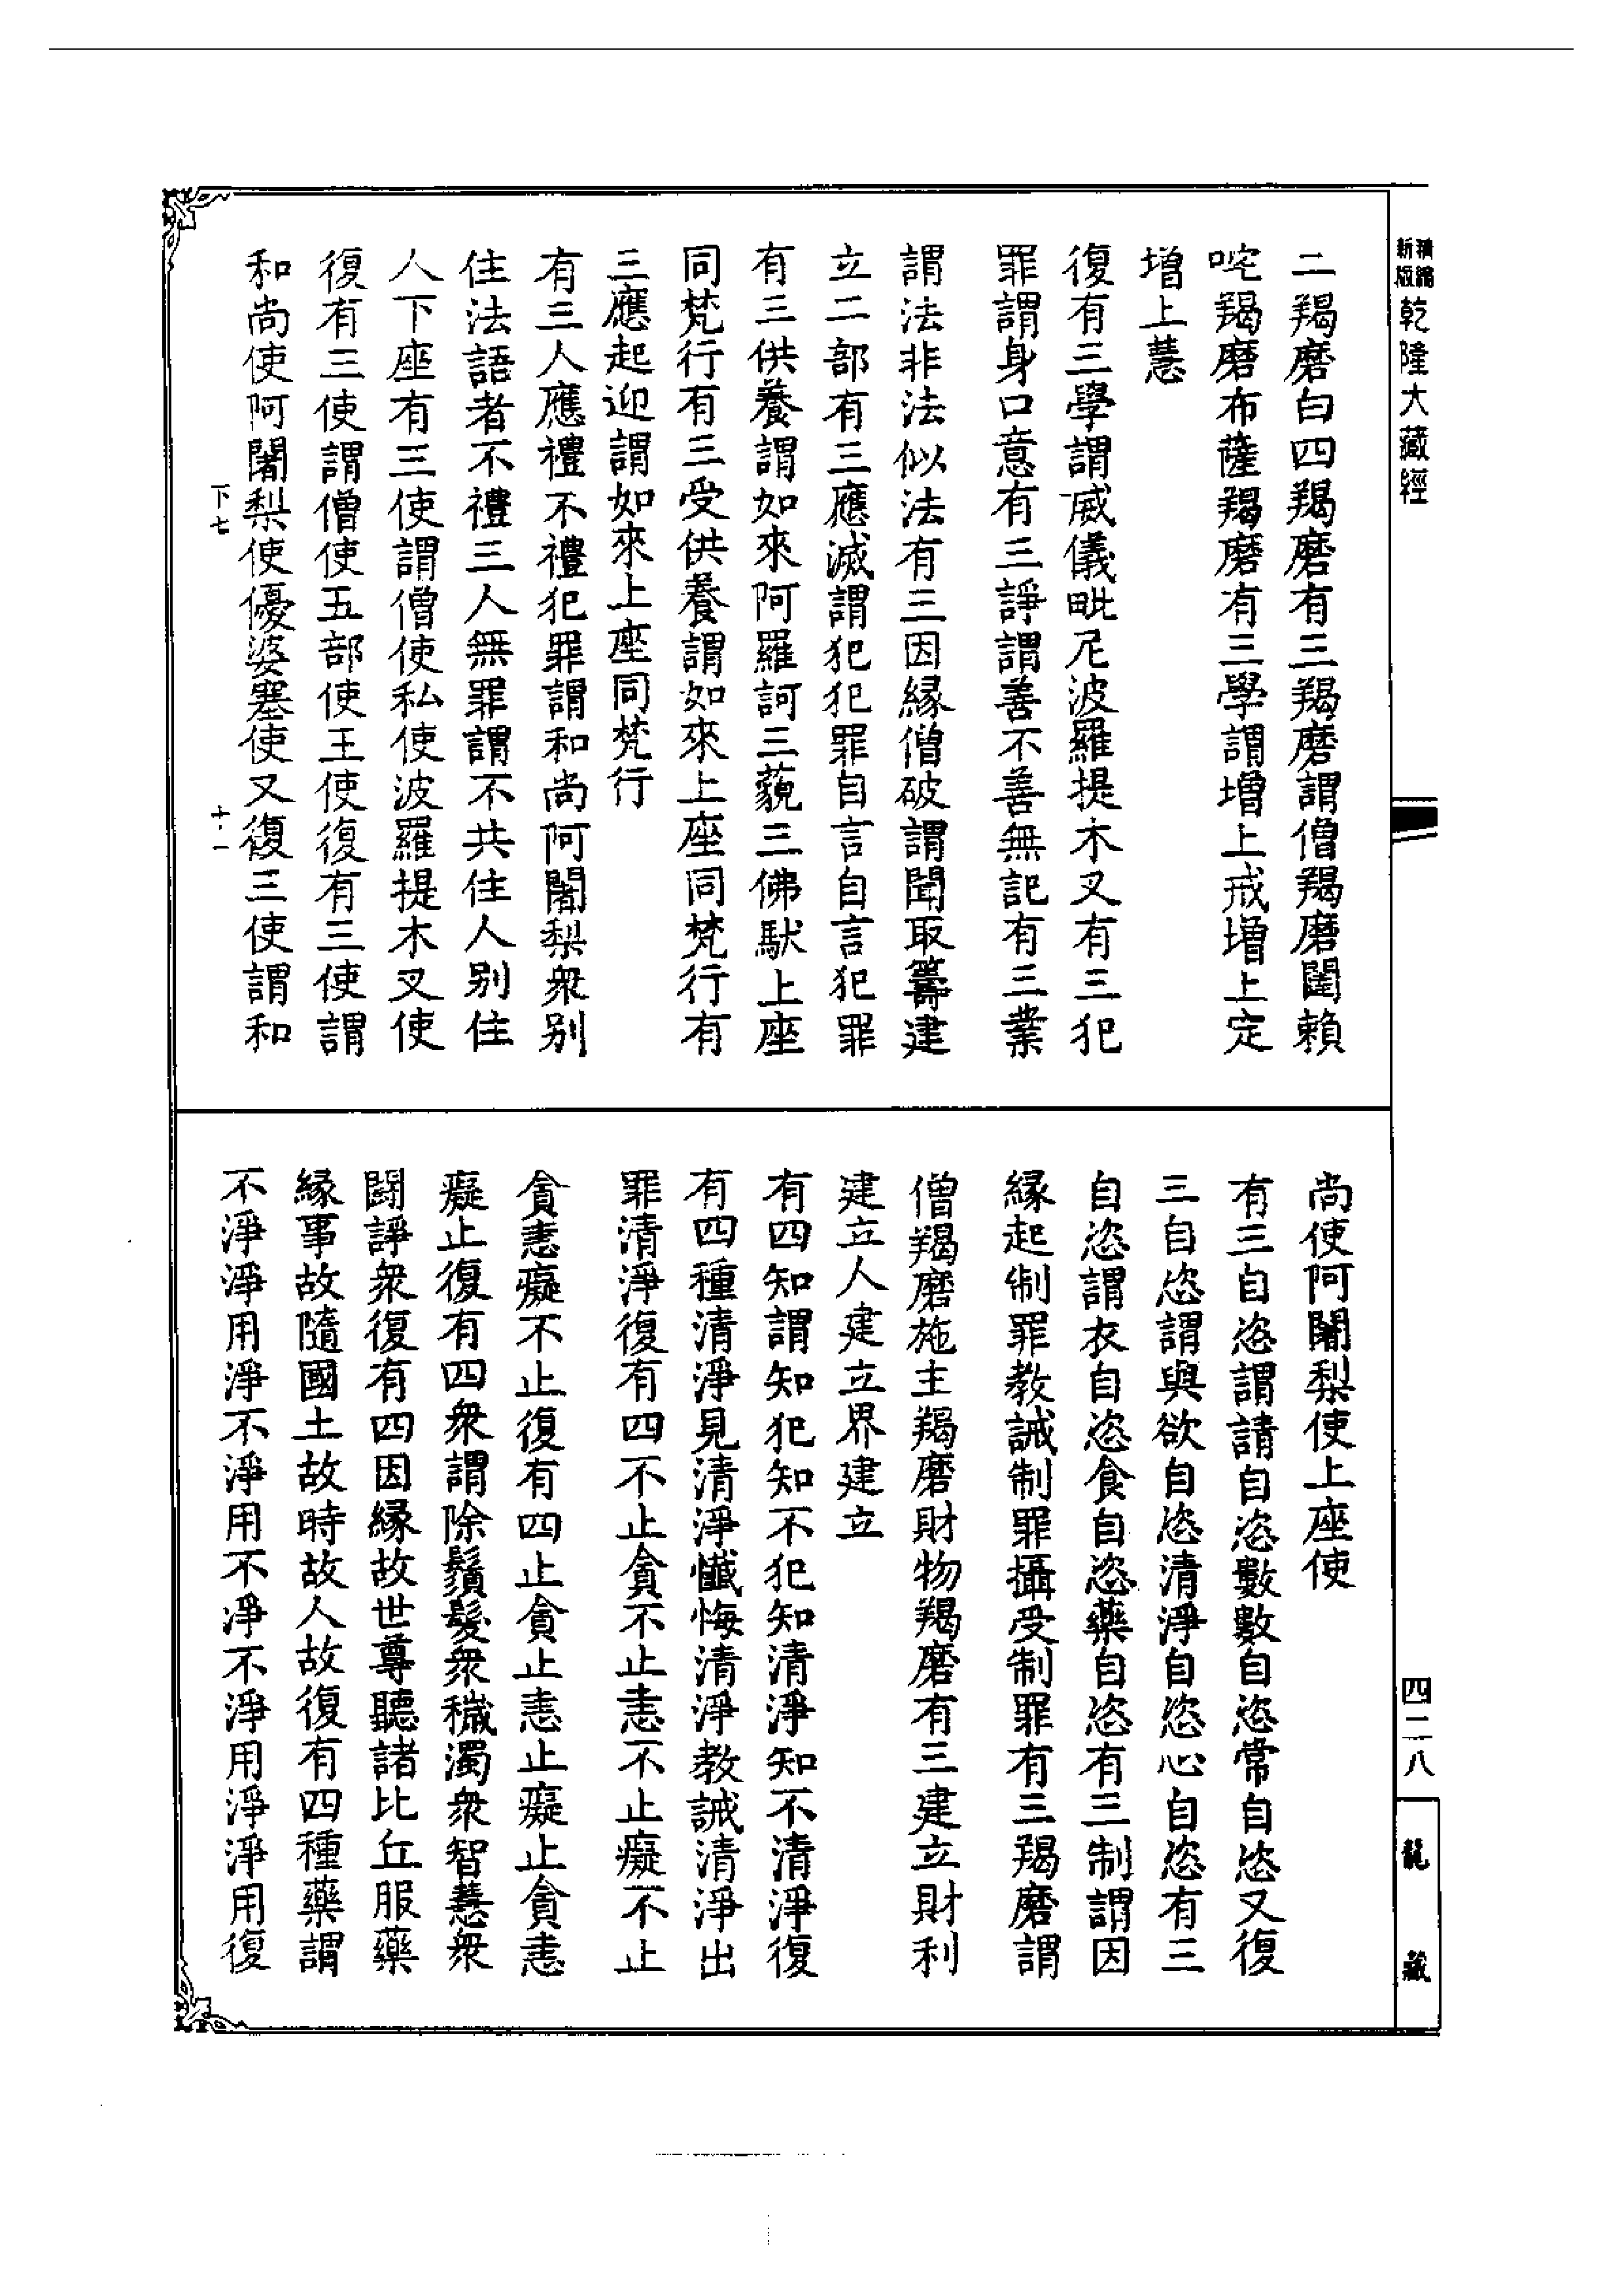 精縮新版乾隆大藏經
二羯磨白四羯磨有三羯磨謂僧羯磨闥賴
咤羯磨布薩羯磨有三學謂增上戒增上定
增上慧
復有三學謂威儀毗尼波羅提木叉有三犯
罪謂身口意有三諍謂善不善無記有三業
謂法非法似法有三因緣僧破謂聞取籌建
立二部有三應滅謂犯犯罪自言自言犯罪
有三供養謂如來阿羅訶三藐三佛馱上座
同梵行有三受供養謂如來上座同梵行有
三應起迎謂如來上座同梵行
有三人應禮不禮犯罪謂和尚阿闍梨眾別
住法語者不禮三人無罪謂不共住人別住
人下座有三使謂僧使私使波羅提木叉使
復有三使謂僧使五部使王使復有三使謂
和尚使阿闍梨使優婆塞使又復三使謂和
下七 十一
尚使阿闍梨使上座使
有三自恣謂請自恣數數自恣常自恣又復
三自恣謂與欲自恣清淨自恣心自恣有三
自恣謂衣自恣食自恣藥自恣有三制謂因
緣起制罪教誡制罪攝受制罪有三羯磨謂
僧羯磨施主羯磨財物羯磨有三建立財利
建立人建立界建立
有四知謂知犯知不犯知清淨知不清淨復
有四種清淨見清淨懺悔清淨教誡清淨出
罪清淨復有四不止貪不止恚不止癡不止
貪恚癡不止復有四止貪止恚止癡止貪恚
癡止復有四眾謂除鬚髮眾穢濁眾智慧眾
鬪諍眾復有四因緣故世尊聽諸比丘服藥
緣事故隨國土故時故人故復有四種藥謂
不淨淨用淨不淨用不淨不淨用淨淨用復
四二八
龍藏